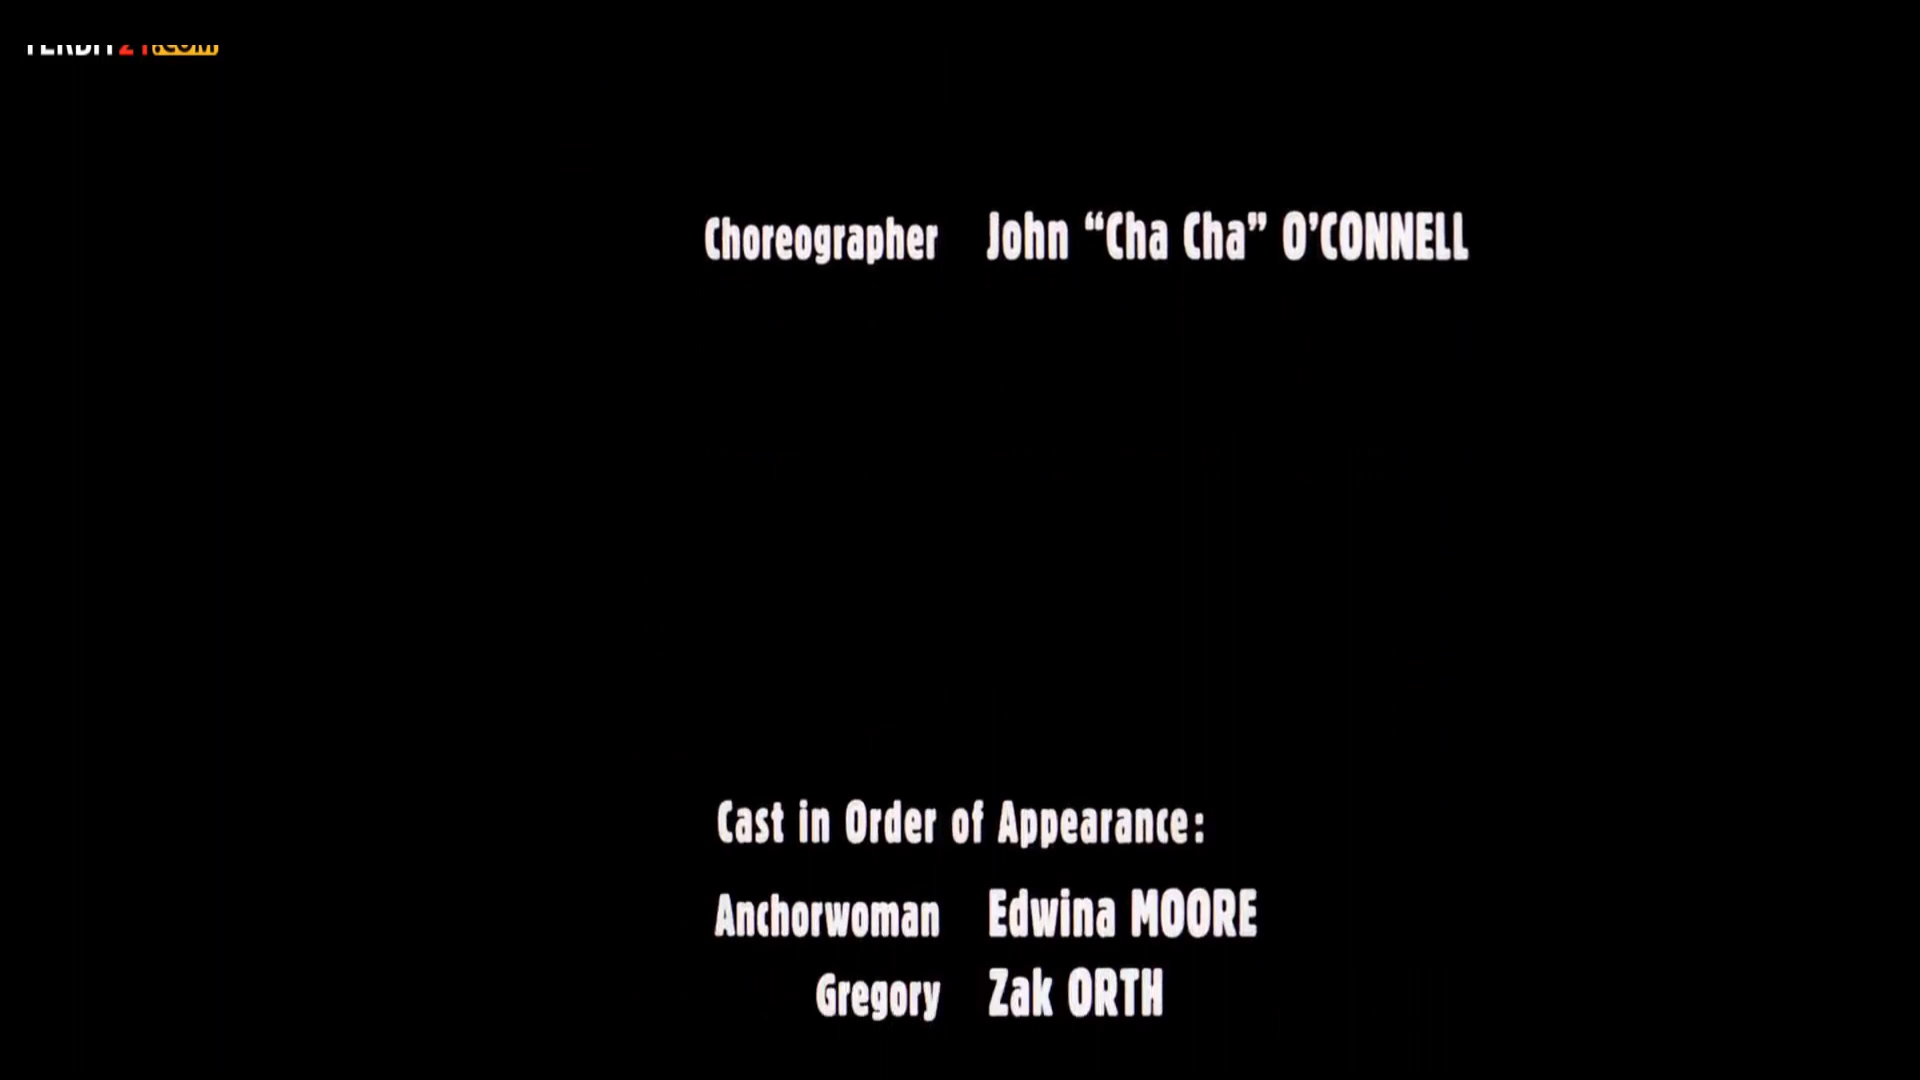 Choreographer John “Cha Cha” O’CONNELL
Cast in Order of Appearance:
Anchorwoman Edwina MOORE
Gregory Zak ORTH